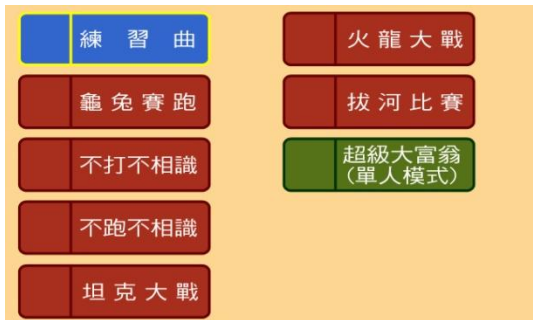 練習曲
龜兔賽跑
不打不相識
不跑不相識
坦克大戰
火龍大戰
拔河比賽
超級大富翁
(單人模式)